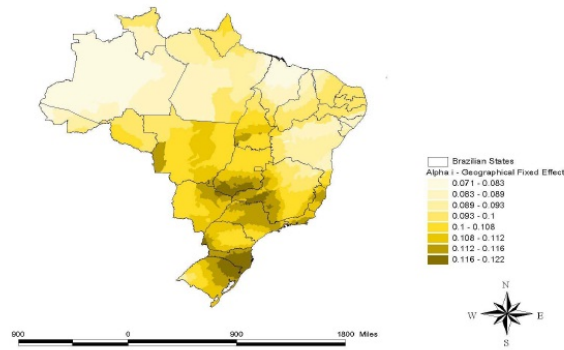 Brazilian States
Alpha i - Geographical Fixed Effect
0.071 - 0.083
0.083 - 0.089
0.089 - 0.093
0.093 - 0.1
0.1 - 0.108
0.108 - 0.112
0.112 - 0.116
0.116 - 0.122
N
W E
S
900 0 900 1800 Miles